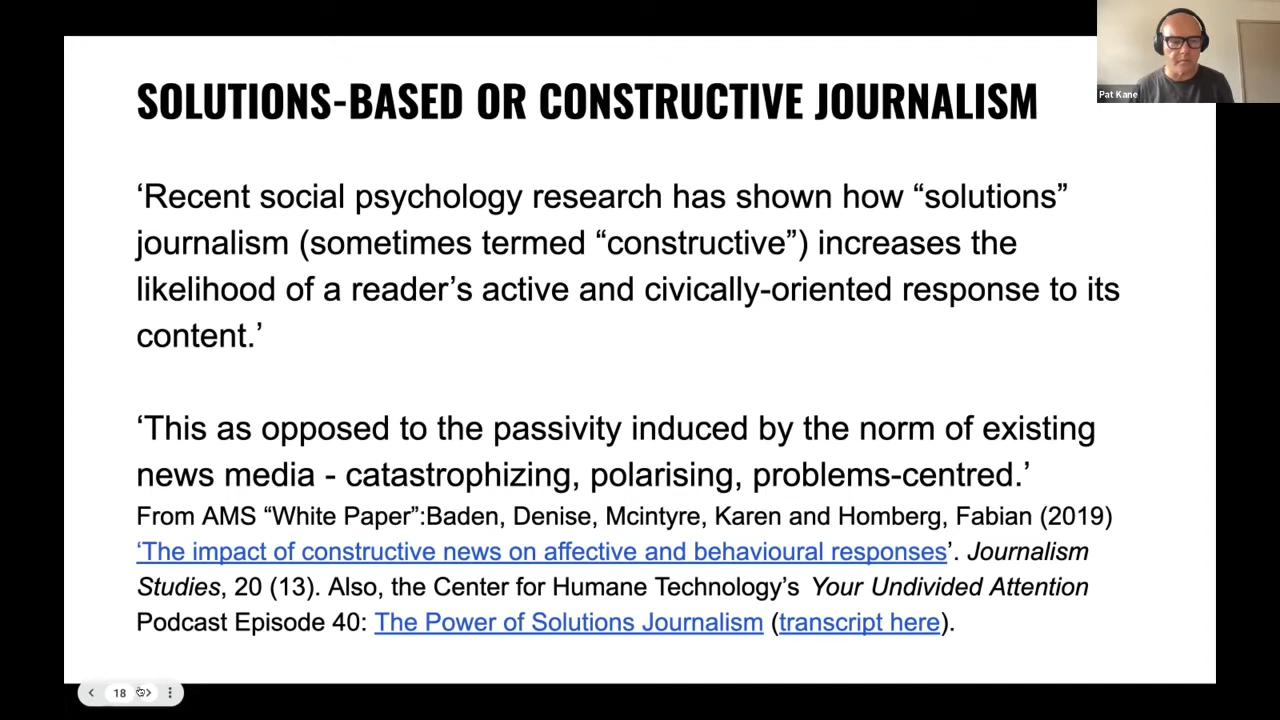 SOLUTIONS-BASED OR CONSTRUCTIVE JOURNALISM
Pat Kane
‘Recent social psychology research has shown how “solutions”
journalism (sometimes termed “constructive”) increases the
likelihood of a reader’s active and civically-oriented response to its
content.’
‘This as opposed to the passivity induced by the norm of existing
news media - catastrophizing, polarising, problems-centred.’
From AMS “White Paper”:Baden, Denise, Mcintyre, Karen and Homberg, Fabian (2019)
‘The impact of constructive news on affective and behavioural responses’. Journalism
Studies, 20 (13). Also, the Center for Humane Technology’s Your Undivided Attention
Podcast Episode 40: The Power of Solutions Journalism (transcript here).
18